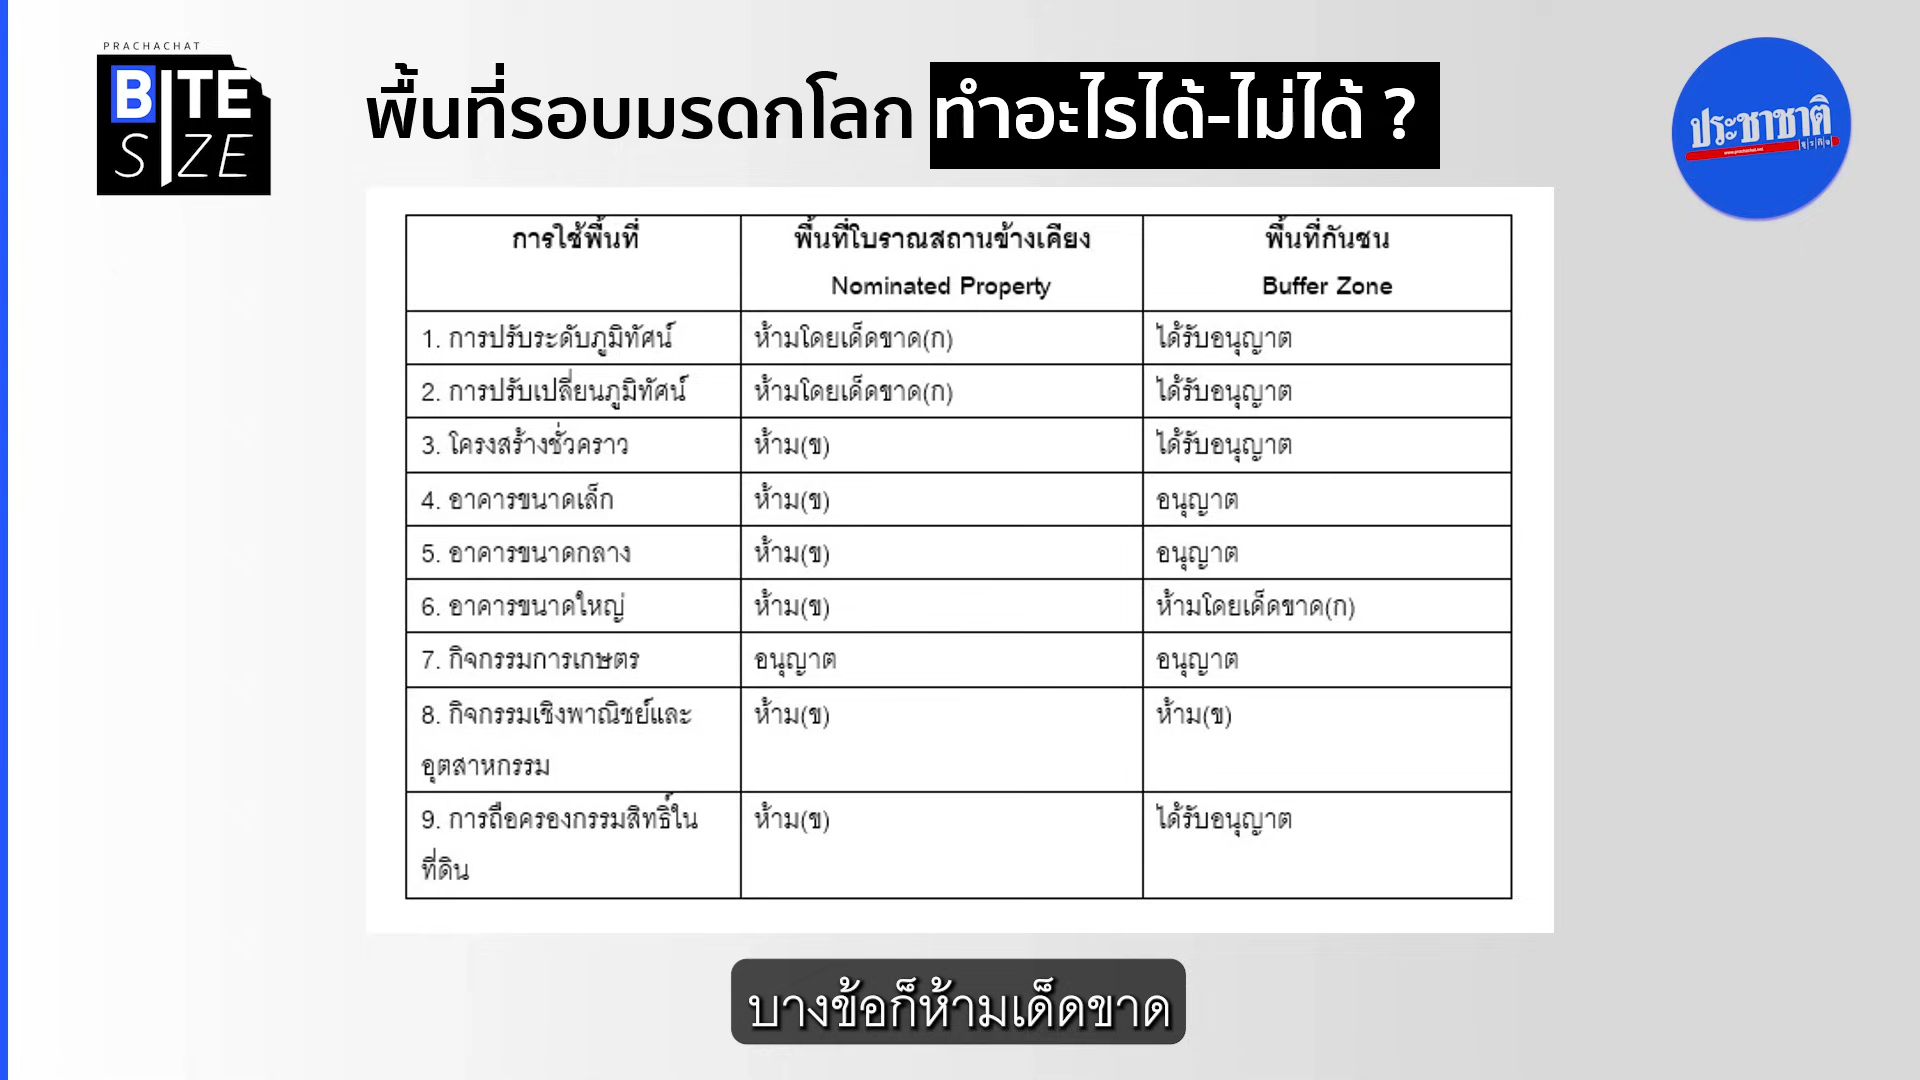 PRACHACHAT
BITE
SIZE
พื้นที่รอบมรดกโลก ทำอะไรได้-ไม่ได้ ?
ประชาชาติ
ธุรกิจ
www.prachachat.net
การใช้พื้นที่ พื้นที่โบราณสถานข้างเคียง พื้นที่กันชน
Nominated Property Buffer Zone
1. การปรับระดับภูมิทัศน์ ห้ามโดยเด็ดขาด(ก) ได้รับอนุญาต
2. การปรับเปลี่ยนภูมิทัศน์ ห้ามโดยเด็ดขาด(ก) ได้รับอนุญาต
3. โครงสร้างชั่วคราว ห้าม(ข) ได้รับอนุญาต
4. อาคารขนาดเล็ก ห้าม(ข) อนุญาต
5. อาคารขนาดกลาง ห้าม(ข) อนุญาต
6. อาคารขนาดใหญ่ ห้าม(ข) ห้ามโดยเด็ดขาด(ก)
7. กิจกรรมการเกษตร อนุญาต อนุญาต
8. กิจกรรมเชิงพาณิชย์และ ห้าม(ข) ห้าม(ข)
อุตสาหกรรม
9. การถือครองกรรมสิทธิ์ใน ห้าม(ข) ได้รับอนุญาต
ที่ดิน
บางข้อก็ห้ามเด็ดขาด